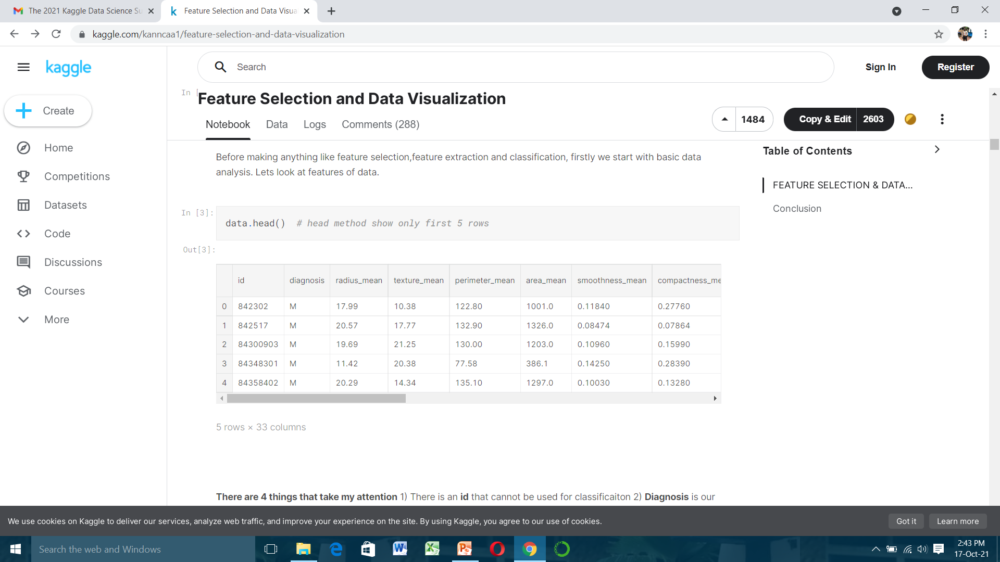 The 2021 Kaggle Data Science Su
Feature Selection and Data Visua
kaggle.com/kanncaa1/feature-selection-and-data-visualization
kaggle
Search
Sign In
Register
Create
Home
Competitions
Datasets
Code
Discussions
Courses
More
In [
Feature Selection and Data Visualization
Notebook Data Logs Comments (288)
1484
Copy & Edit 2603
Before making anything like feature selection,feature extraction and classification, firstly we start with basic data
analysis. Lets look at features of data.
Table of Contents
FEATURE SELECTION & DATA...
Conclusion
In [3]:
data.head() # head method show only first 5 rows
Out[3]:
id diagnosis radius_mean texture_mean perimeter_mean area_mean smoothness_mean compactness_me
0 842302 M 17.99 10.38 122.80 1001.0 0.11840 0.27760
1 842517 M 20.57 17.77 132.90 1326.0 0.08474 0.07864
2 84300903 M 19.69 21.25 130.00 1203.0 0.10960 0.15990
3 84348301 M 11.42 20.38 77.58 386.1 0.14250 0.28390
4 84358402 M 20.29 14.34 135.10 1297.0 0.10030 0.13280
5 rows × 33 columns
There are 4 things that take my attention 1) There is an id that cannot be used for classificaiton 2) Diagnosis is our
We use cookies on Kaggle to deliver our services, analyze web traffic, and improve your experience on the site. By using Kaggle, you agree to our use of cookies.
Got it
Learn more
Search the web and Windows
2:43 PM
17-Oct-21